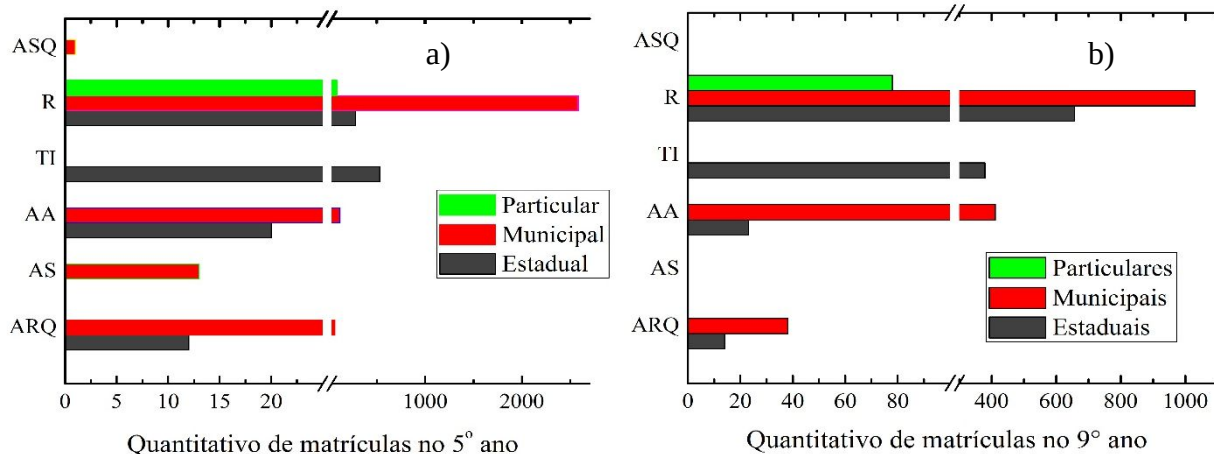 a)
ASQ
R
TI
AA
AS
ARQ
Particular
Municipal
Estadual
0 5 10 15 20 1000 2000
Quantitativo de matrículas no 5º ano
b)
ASQ
R
TI
AA
AS
ARQ
Particulares
Municipais
Estaduais
0 20 40 60 80 400 600 800 1000
Quantitativo de matrículas no 9° ano